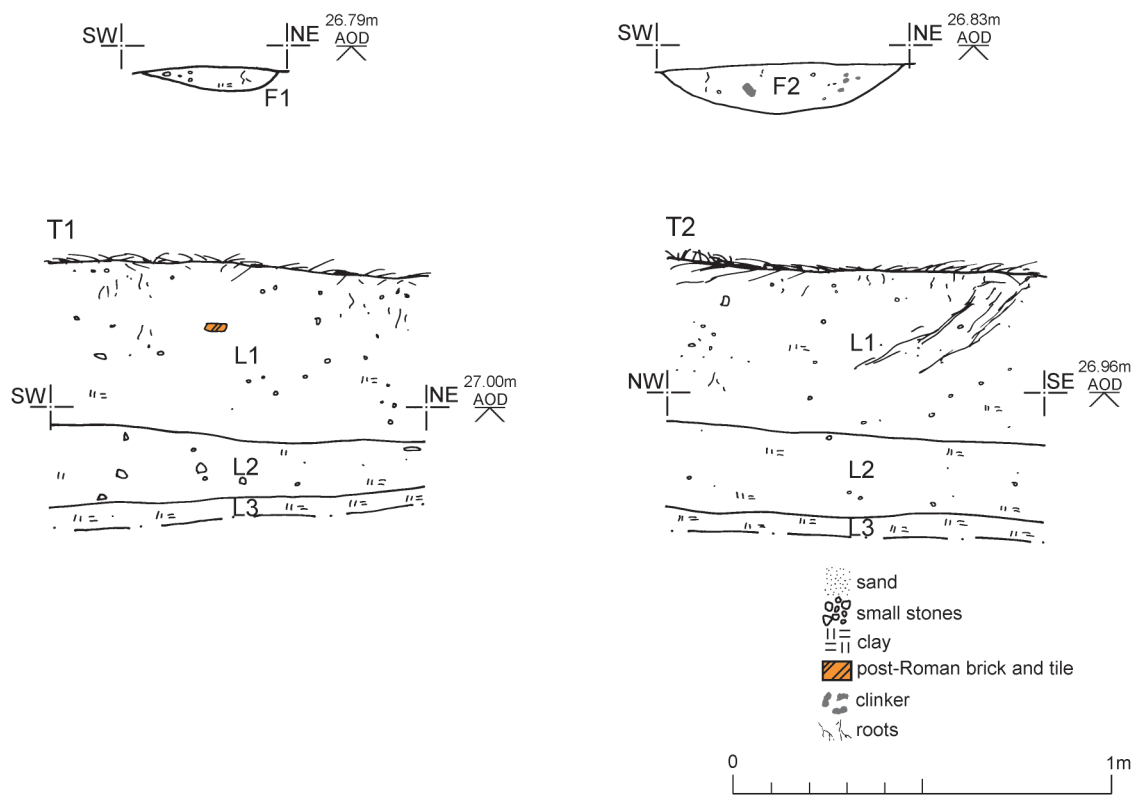 SW NE 26.79m AOD
F1
SW NE 26.83m AOD
F2
T1
L1
SW NE 27.00m AOD
L2
L3
T2
L1
NW SE 26.96m AOD
L2
L3
sand
small stones
clay
post-Roman brick and tile
clinker
roots
0 1m